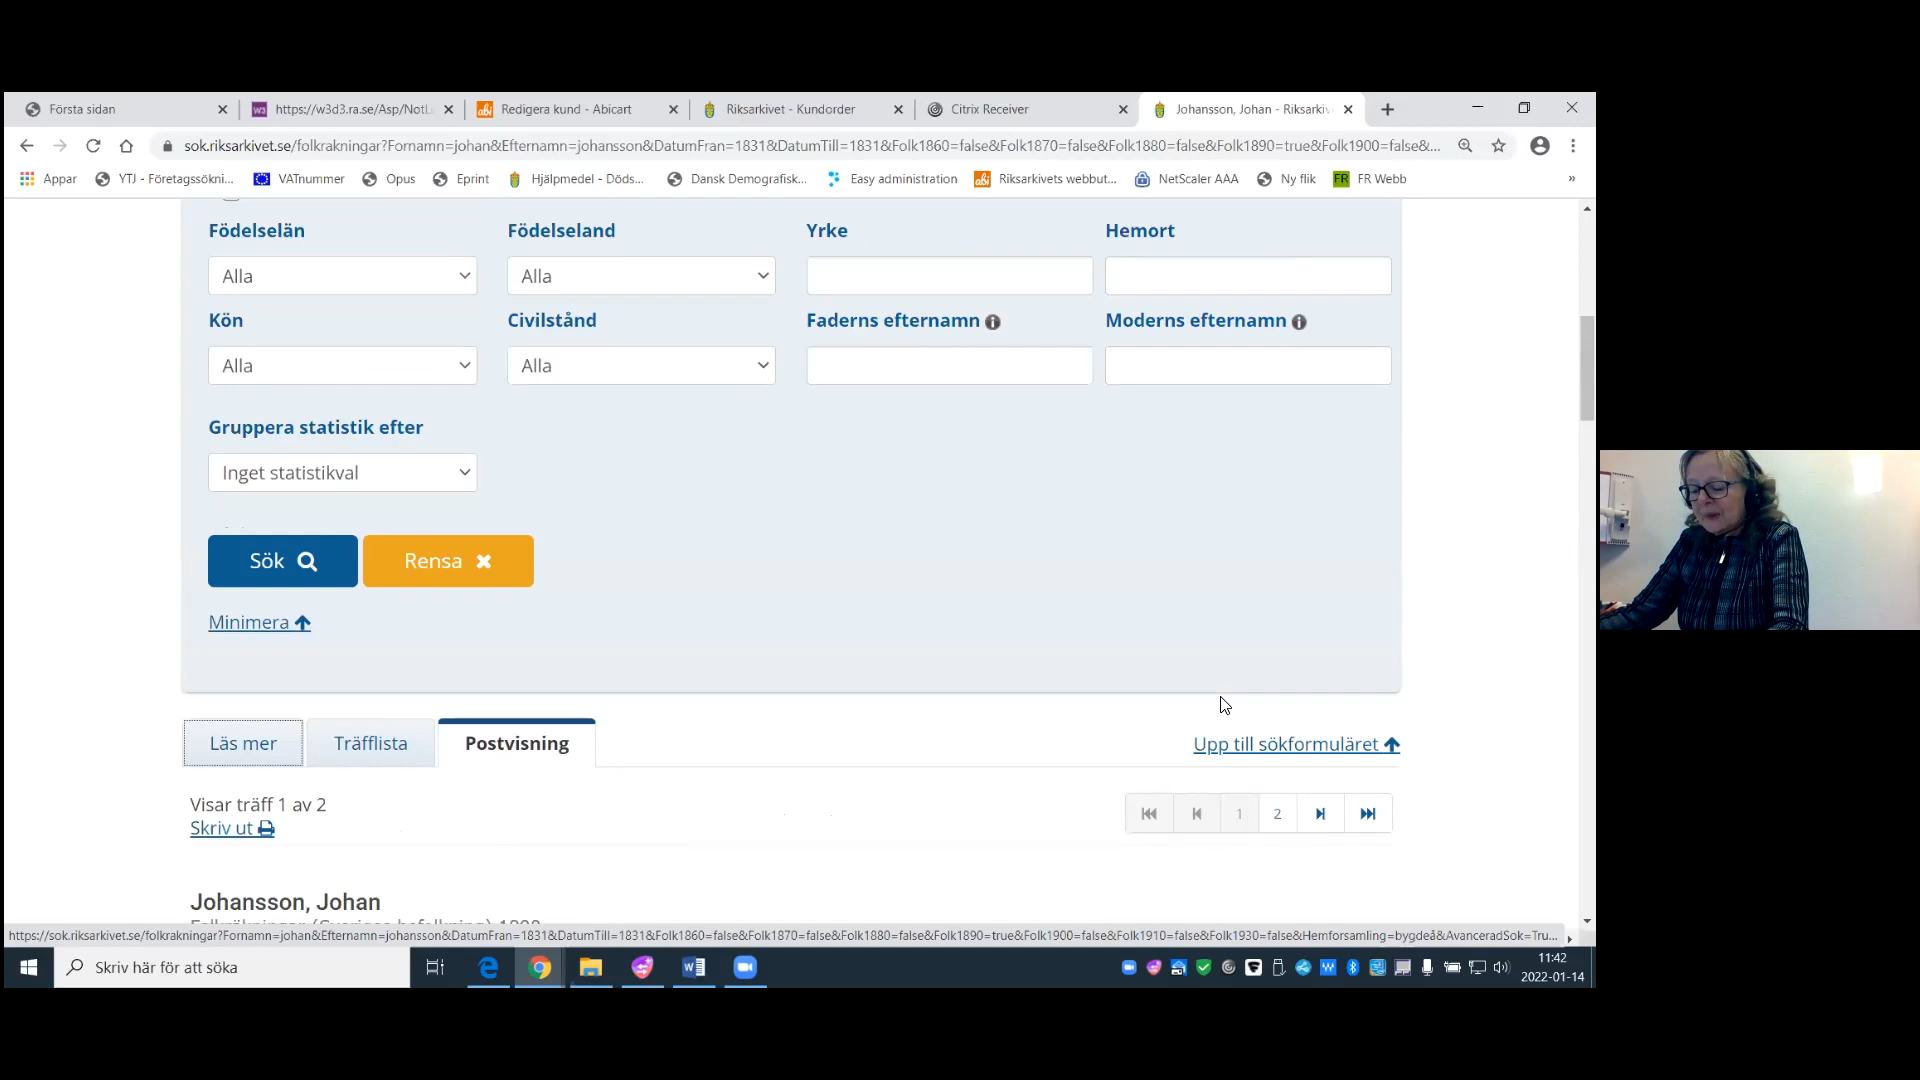 Första sidan
https://w3d3.ra.se/Asp/NotL
Redigera kund - Abicart
Riksarkivet - Kundorder
Citrix Receiver
Johansson, Johan - Riksarkiv
sok.riksarkivet.se/folkrakningar?Fornamn=johan&Efternamn=johansson&DatumFran=1831&DatumTill=1831&Folk1860=false&Folk1870=false&Folk1880=false&Folk1890=true&Folk1900=false&...
Appar
YTJ - Företagssökni...
VATnummer
Opus
Eprint
Hjälpmedel - Döds...
Dansk Demografisk...
Easy administration
abi Riksarkivets webbut...
NetScaler AAA
Ny flik
FR FR Webb
»
Födelselän Födelseland Yrke Hemort
Alla Alla
Kön Civilstånd Faderns efternamn Moderns efternamn
Alla Alla
Gruppera statistik efter
Inget statistikval
Sök Rensa
Minimera
Läs mer Träfflista Postvisning Upp till sökformuläret
Visar träff 1 av 2
1 2
Skriv ut
Johansson, Johan
https://sok.riksarkivet.se/folkrakningar?Fornamn=johan&Efternamn=johansson&DatumFran=1831&DatumTill=1831&Folk1860=false&Folk1870=false&Folk1880=false&Folk1890=true&Folk1900=false&Folk1910=false&Folk1930=false&Hemforsamling=bygdeå&AvanceradSok=Tru...
Skriv här för att söka
11:42
2022-01-14